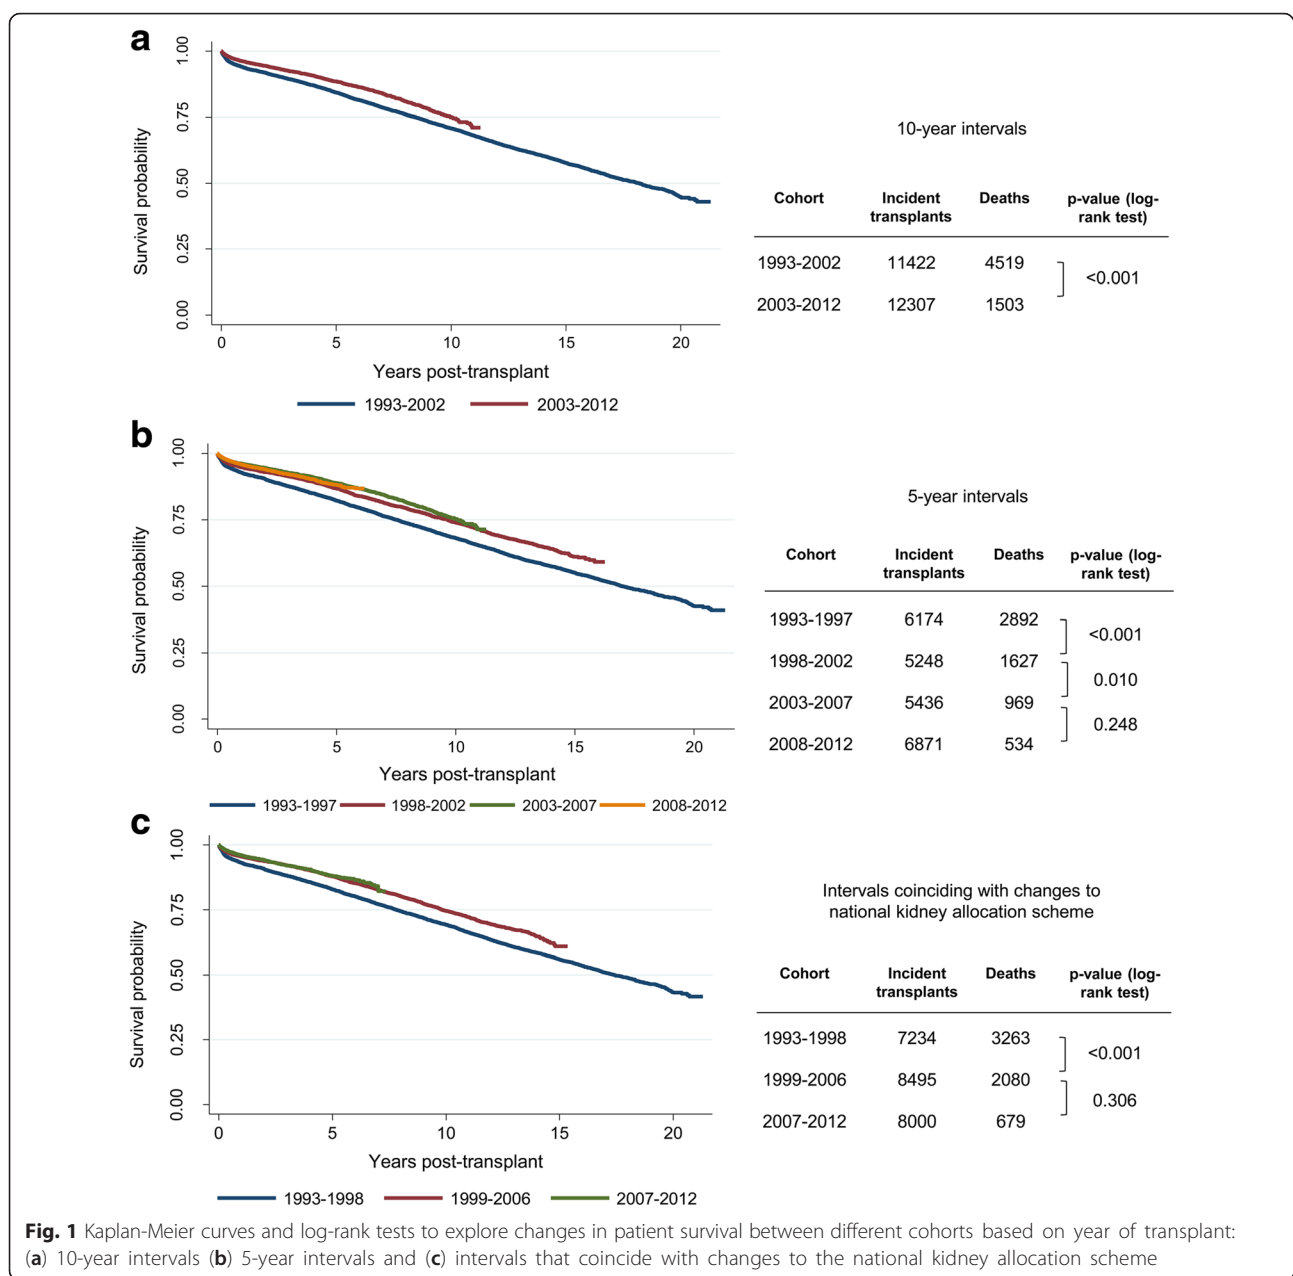 a
1.00
0.75
0.50
0.25
0.00
Survival probability
0 5 10 15 20
Years post-transplant
1993-2002 2003-2012
10-year intervals
Cohort Incident transplants Deaths p-value (log-rank test)
1993-2002 11422 4519
<0.001
2003-2012 12307 1503
b
1.00
0.75
0.50
0.25
0.00
Survival probability
0 5 10 15 20
Years post-transplant
1993-1997 1998-2002 2003-2007 2008-2012
5-year intervals
Cohort Incident transplants Deaths p-value (log-rank test)
1993-1997 6174 2892
<0.001
1998-2002 5248 1627
0.010
2003-2007 5436 969
0.248
2008-2012 6871 534
c
1.00
0.75
0.50
0.25
0.00
Survival probability
0 5 10 15 20
Years post-transplant
1993-1998 1999-2006 2007-2012
Intervals coinciding with changes to
national kidney allocation scheme
Cohort Incident transplants Deaths p-value (log-rank test)
1993-1998 7234 3263
<0.001
1999-2006 8495 2080
0.306
2007-2012 8000 679
Fig. 1 Kaplan-Meier curves and log-rank tests to explore changes in patient survival between different cohorts based on year of transplant:
(a) 10-year intervals (b) 5-year intervals and (c) intervals that coincide with changes to the national kidney allocation scheme